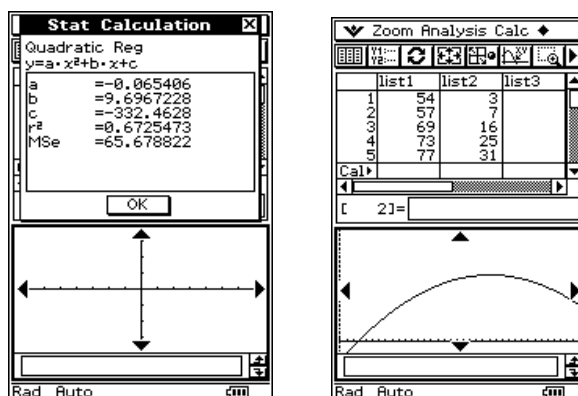 Stat Calculation
Quadratic Reg
y=a·x²+b·x+c
a =-0.065406
b =9.6967228
c =-332.4628
r² =0.6725473
MSe =65.678822
OK
Rad Auto
Zoom Analysis Calc
Y1:
Y2:
list1 list2 list3
1 54 3
2 57 7
3 69 16
4 73 25
5 77 31
Cal
[ 2]=
Rad Auto